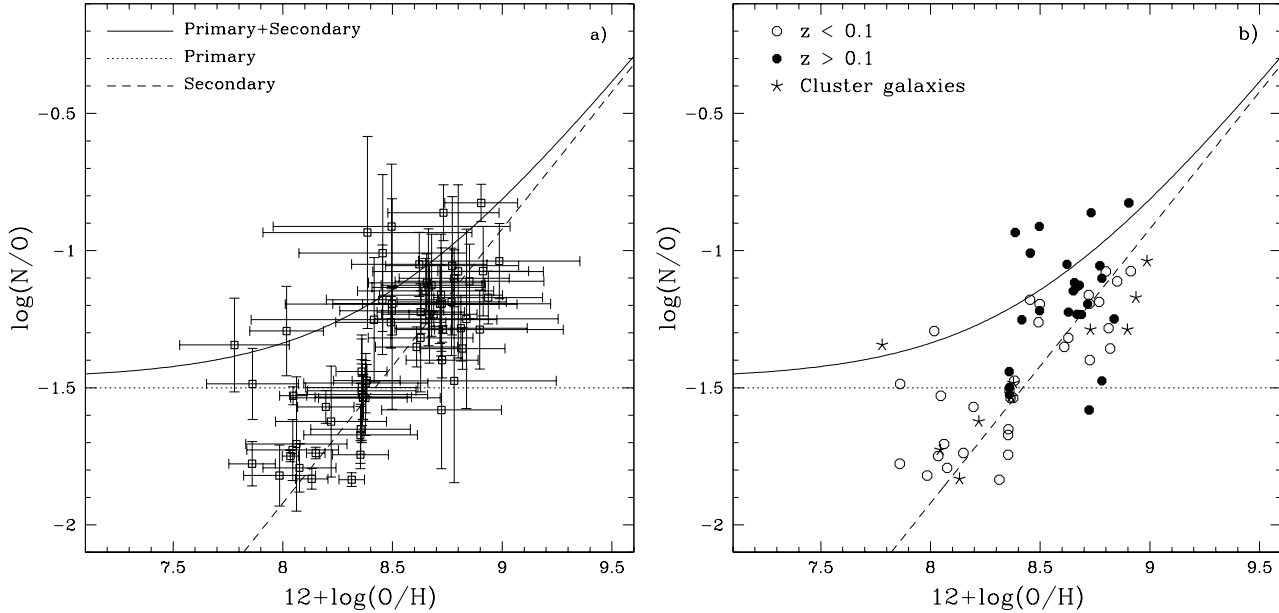 Primary+Secondary
Primary
Secondary
a)
-0.5
-1
-1.5
-2
log(N/O)
7.5
8
8.5
9
9.5
12+log(O/H)
z < 0.1
z > 0.1
Cluster galaxies
b)
-0.5
-1
-1.5
-2
log(N/O)
7.5
8
8.5
9
9.5
12+log(O/H)